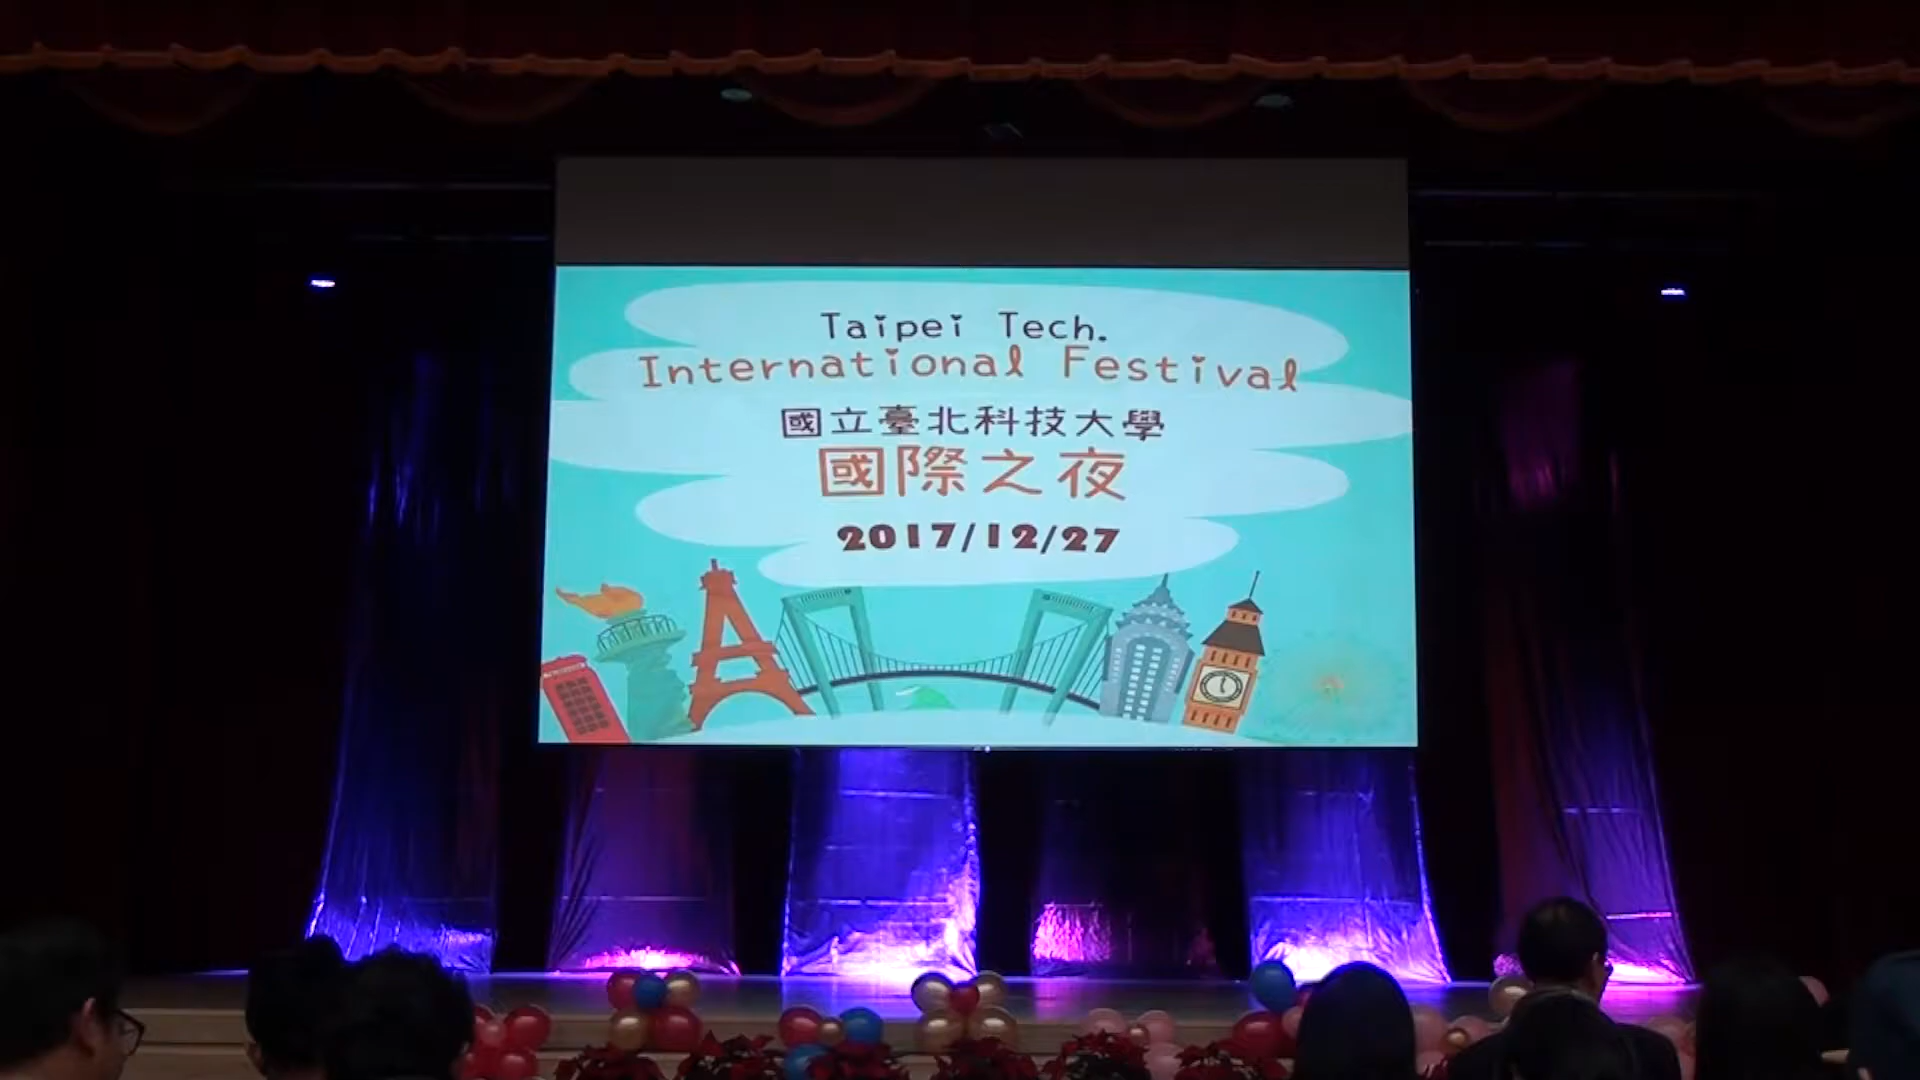 Taipei Tech.
International Festival
國立臺北科技大學
國際之夜
2017/12/27